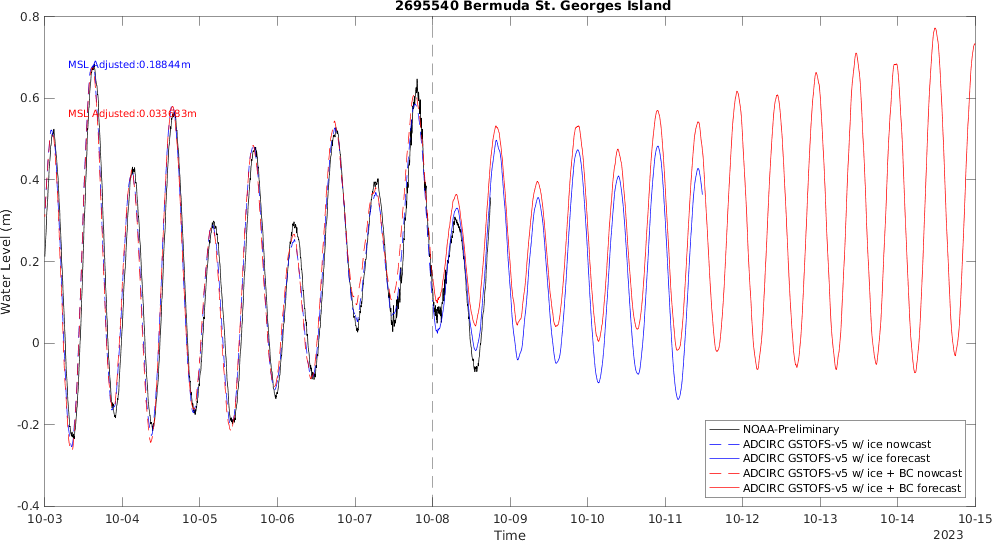 2695540 Bermuda St. Georges Island
0.8
0.6
0.4
0.2
0
-0.2
-0.4
Water Level (m)
MSL Adjusted:0.18844m
MSL
NOAA-Preliminary
ADCIRC GSTOFS-v5 w/ ice nowcast
ADCIRC GSTOFS-v5 w/ ice forecast
ADCIRC GSTOFS-v5 w/ ice + BC nowcast
ADCIRC GSTOFS-v5 w/ ice + BC forecast
10-03 10-04 10-05 10-06 10-07 10-08 10-09 10-10 10-11 10-12 10-13 10-14 10-15
Time
2023